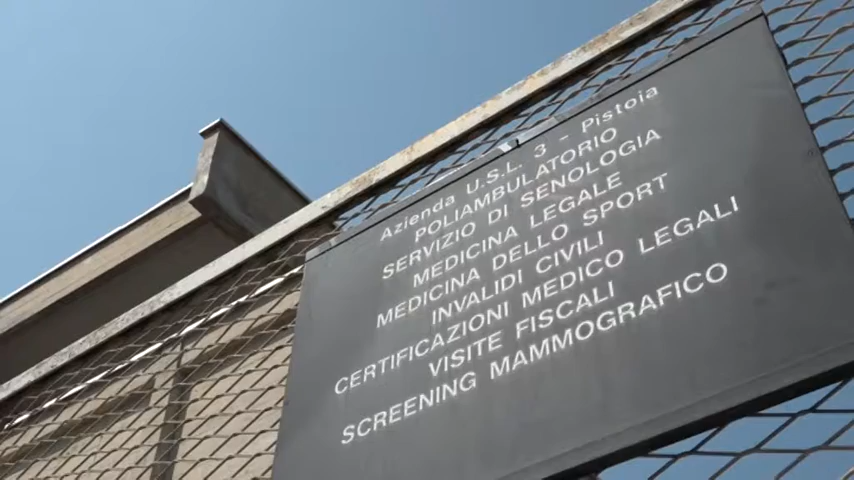 Azienda U.S.L. 3 - Pistoia
POLIAMBULATORIO
SERVIZIO DI SENOLOGIA
MEDICINA LEGALE
MEDICINA DELLO SPORT
INVALIDI CIVILI
CERTIFICAZIONI MEDICO LEGALI
VISITE FISCALI
SCREENING MAMMOGRAFICO